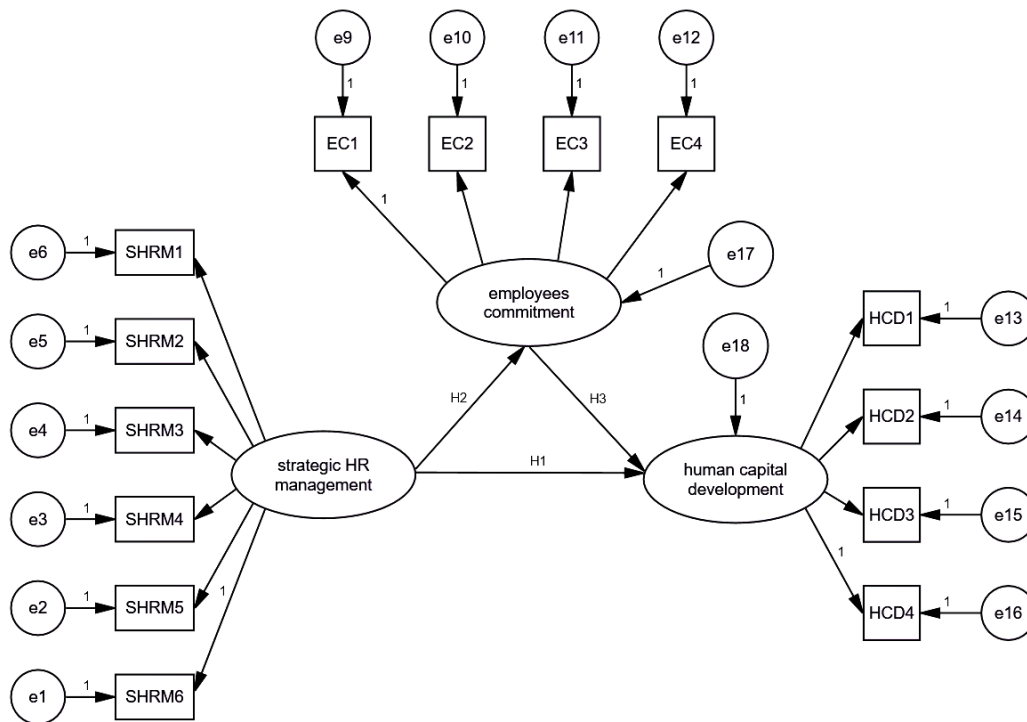 e9
e10
e11
e12
1
1
1
1
EC1
EC2
EC3
EC4
1
e6
1
SHRM1
e17
1
employees
commitment
e5
1
SHRM2
e18
1
HCD1
1
e13
H2
H3
e4
1
SHRM3
HCD2
1
e14
strategic HR
management
H1
human capital
development
e3
1
SHRM4
HCD3
1
e15
e2
1
SHRM5
1
1
HCD4
1
e16
e1
1
SHRM6